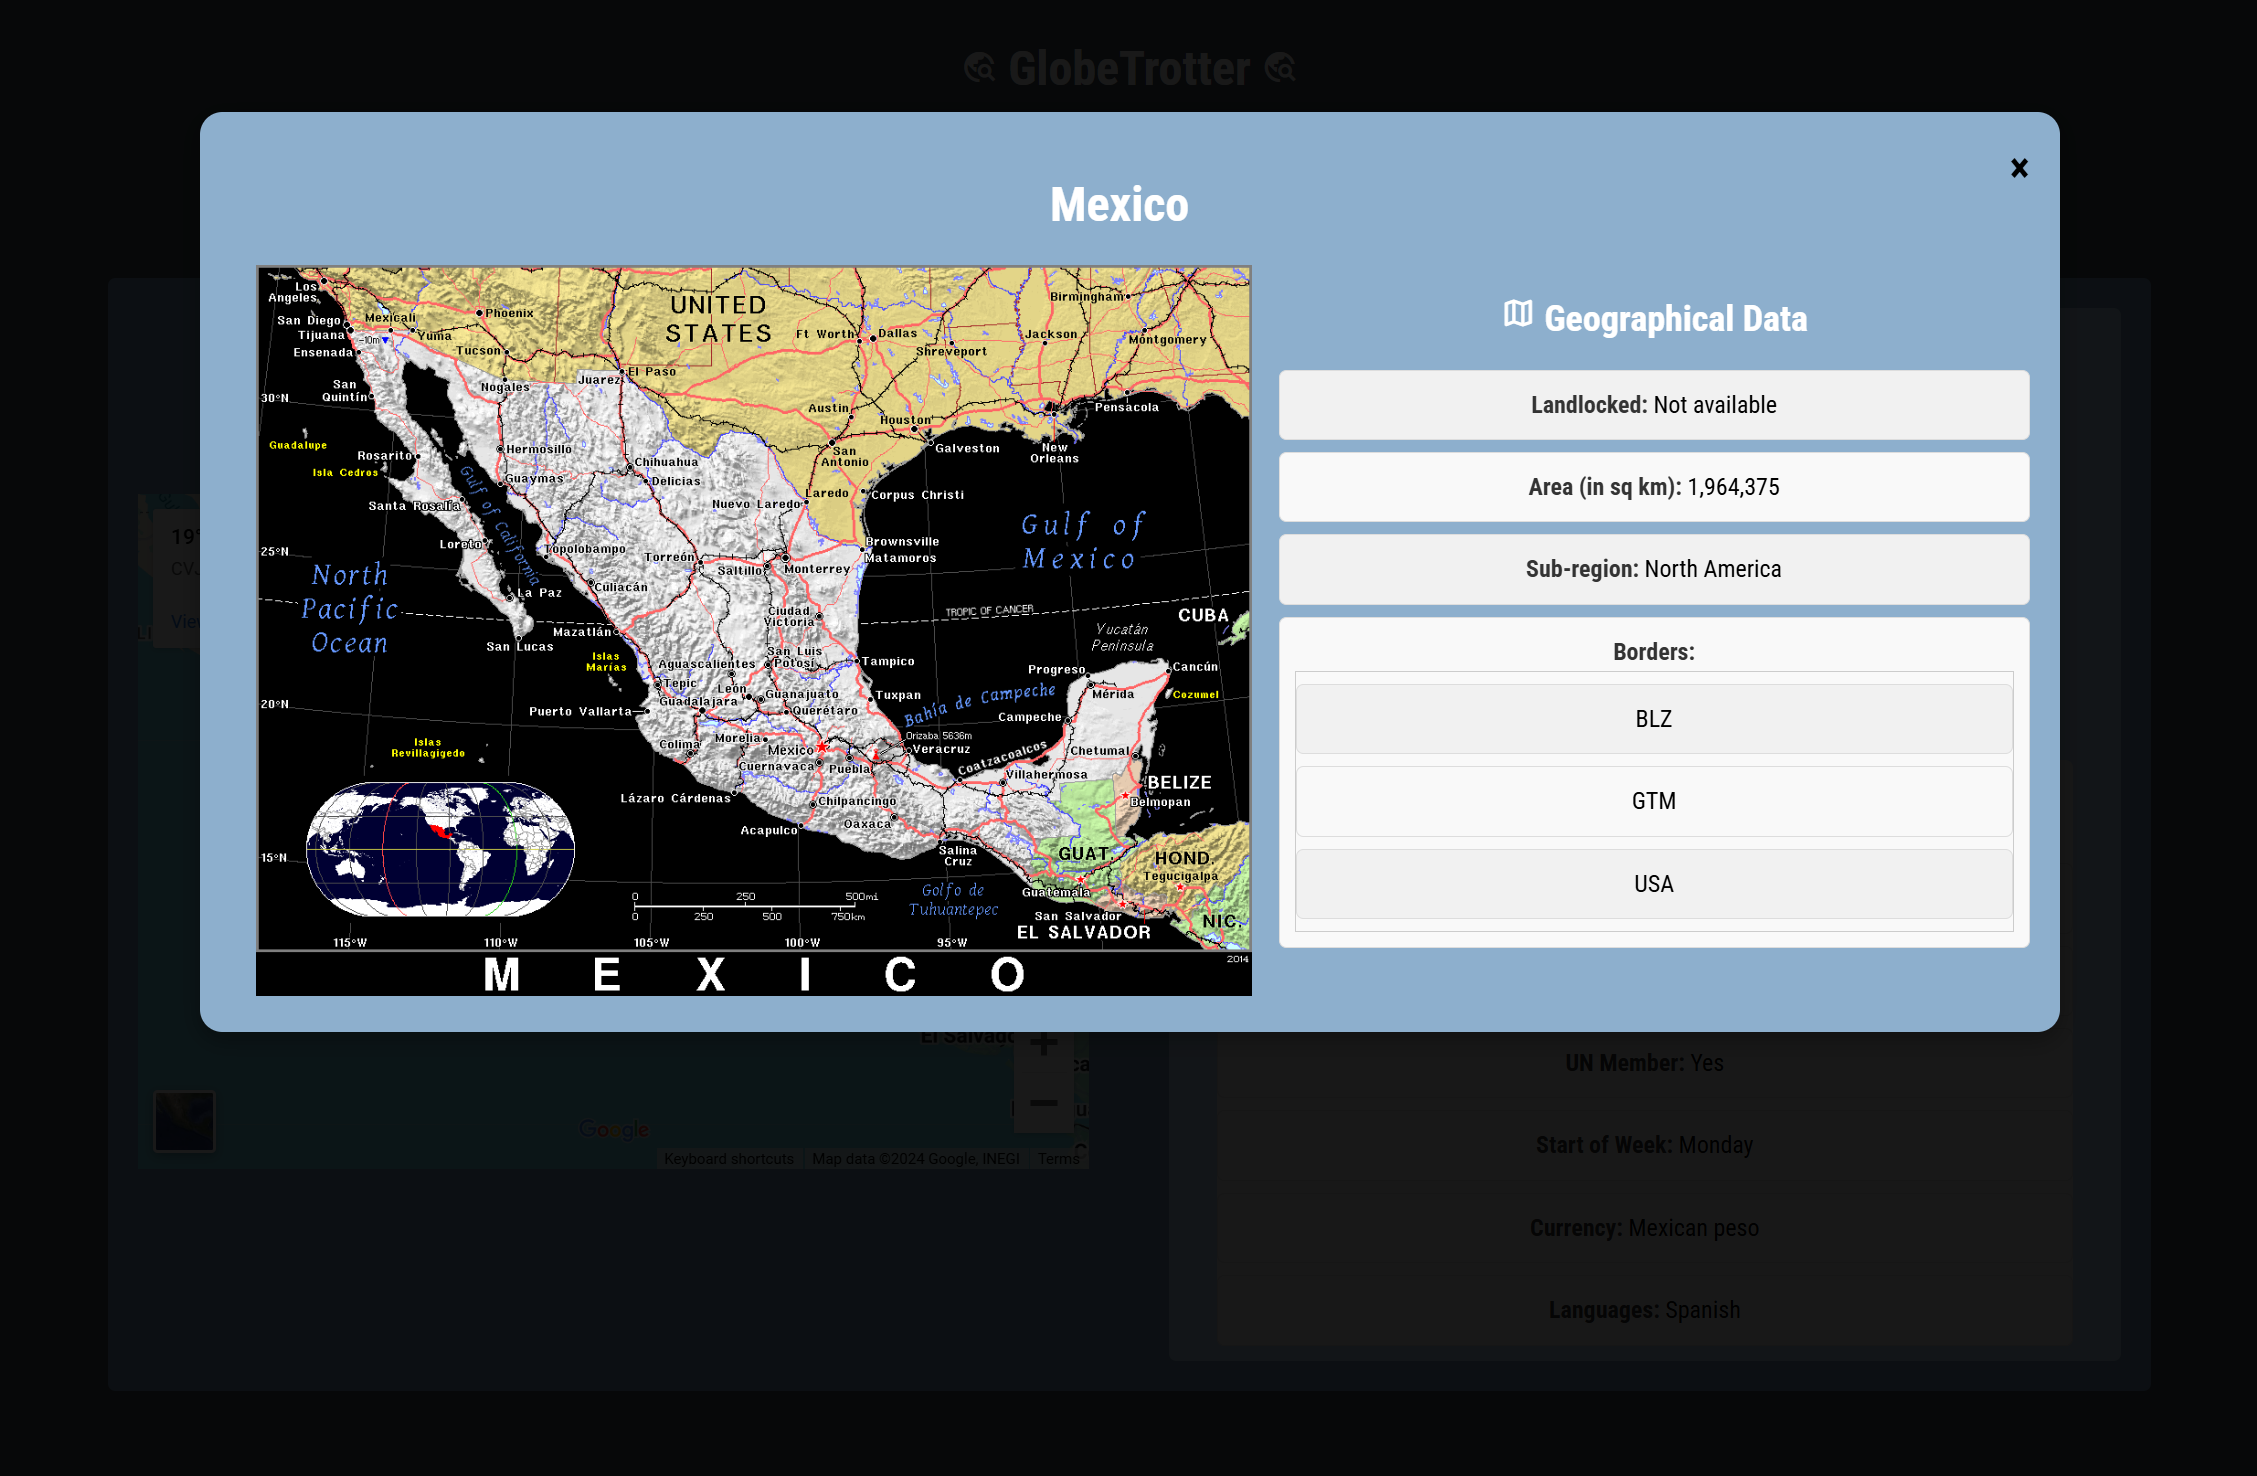 GlobeTrotter
Mexico
Los
Angeles
San Diego
Tijuana
Mexicali
Yuma
Phoenix
-10m
Ensenada
Tucson
UNITED
STATES
Ft Worth
Dallas
Shreveport
Birmingham
Jackson
Montgomery
San
Quintín
Nogales
Juarez
El Paso
30°N
Austin
Houston
Pensacola
Guadalupe
Hermosillo
San
Antonio
Galveston
New
Orleans
Rosarito
Isla Cedros
Chihuahua
Guaymas
Delicias
Gulf of California
Santa Rosalía
Nuevo Laredo
Laredo
Corpus Christi
Gulf of
Mexico
Loreto
Topolobampo
25°N
Torreón
Saltillo
Monterrey
Brownsville
Matamoros
North
Pacific
Ocean
Culiacán
La Paz
Ciudad
Victoria
TROPIC OF CANCER
CUBA
Mazatlán
San Lucas
Islas
Marías
Yucatán
Peninsula
Aguascalientes
San Luis
Potosí
Tampico
Progreso
Cancún
Tepic
León
Guanajuato
Tuxpan
Mérida
Cozumel
20°N
Guadalajara
Querétaro
Bahía de Campeche
Puerto Vallarta
Campeche
Islas
Revillagigedo
Colima
Morelia
Mexico
Orizaba 5636m
Veracruz
Chetumal
Cuernavaca
Puebla
Coatzacoalcos
Villahermosa
BELIZE
Belmopan
Lázaro Cárdenas
Chilpancingo
Acapulco
Oaxaca
Salina
Cruz
15°N
GUAT.
HOND.
Tegucigalpa
Guatemala
Golfo de
Tuhuantepec
San Salvador
EL SALVADOR
NIC.
0 250 500mi
0 250 500 750km
115°W 110°W 105°W 100°W 95°W
2014
M E X I C O
Geographical Data
Landlocked: Not available
Area (in sq km): 1,964,375
Sub-region: North America
Borders:
BLZ
GTM
USA
19°
CVJ
View
El Salvador
Google
Keyboard shortcuts
Map data ©2024 Google, INEGI
Terms
UN Member: Yes
Start of Week: Monday
Currency: Mexican peso
Languages: Spanish